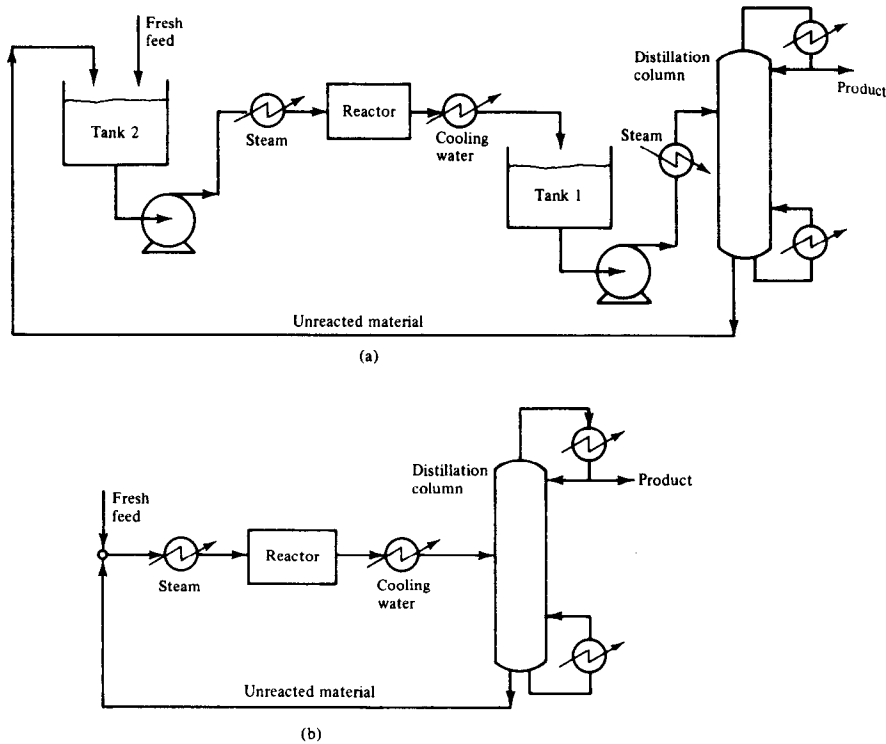 Fresh
feed
Distillation
column
Product
Tank 2
Reactor
Steam
Cooling
water
Steam
Tank 1
Unreacted material
(a)
Distillation
column
Product
Fresh
feed
Reactor
Steam
Cooling
water
Unreacted material
(b)